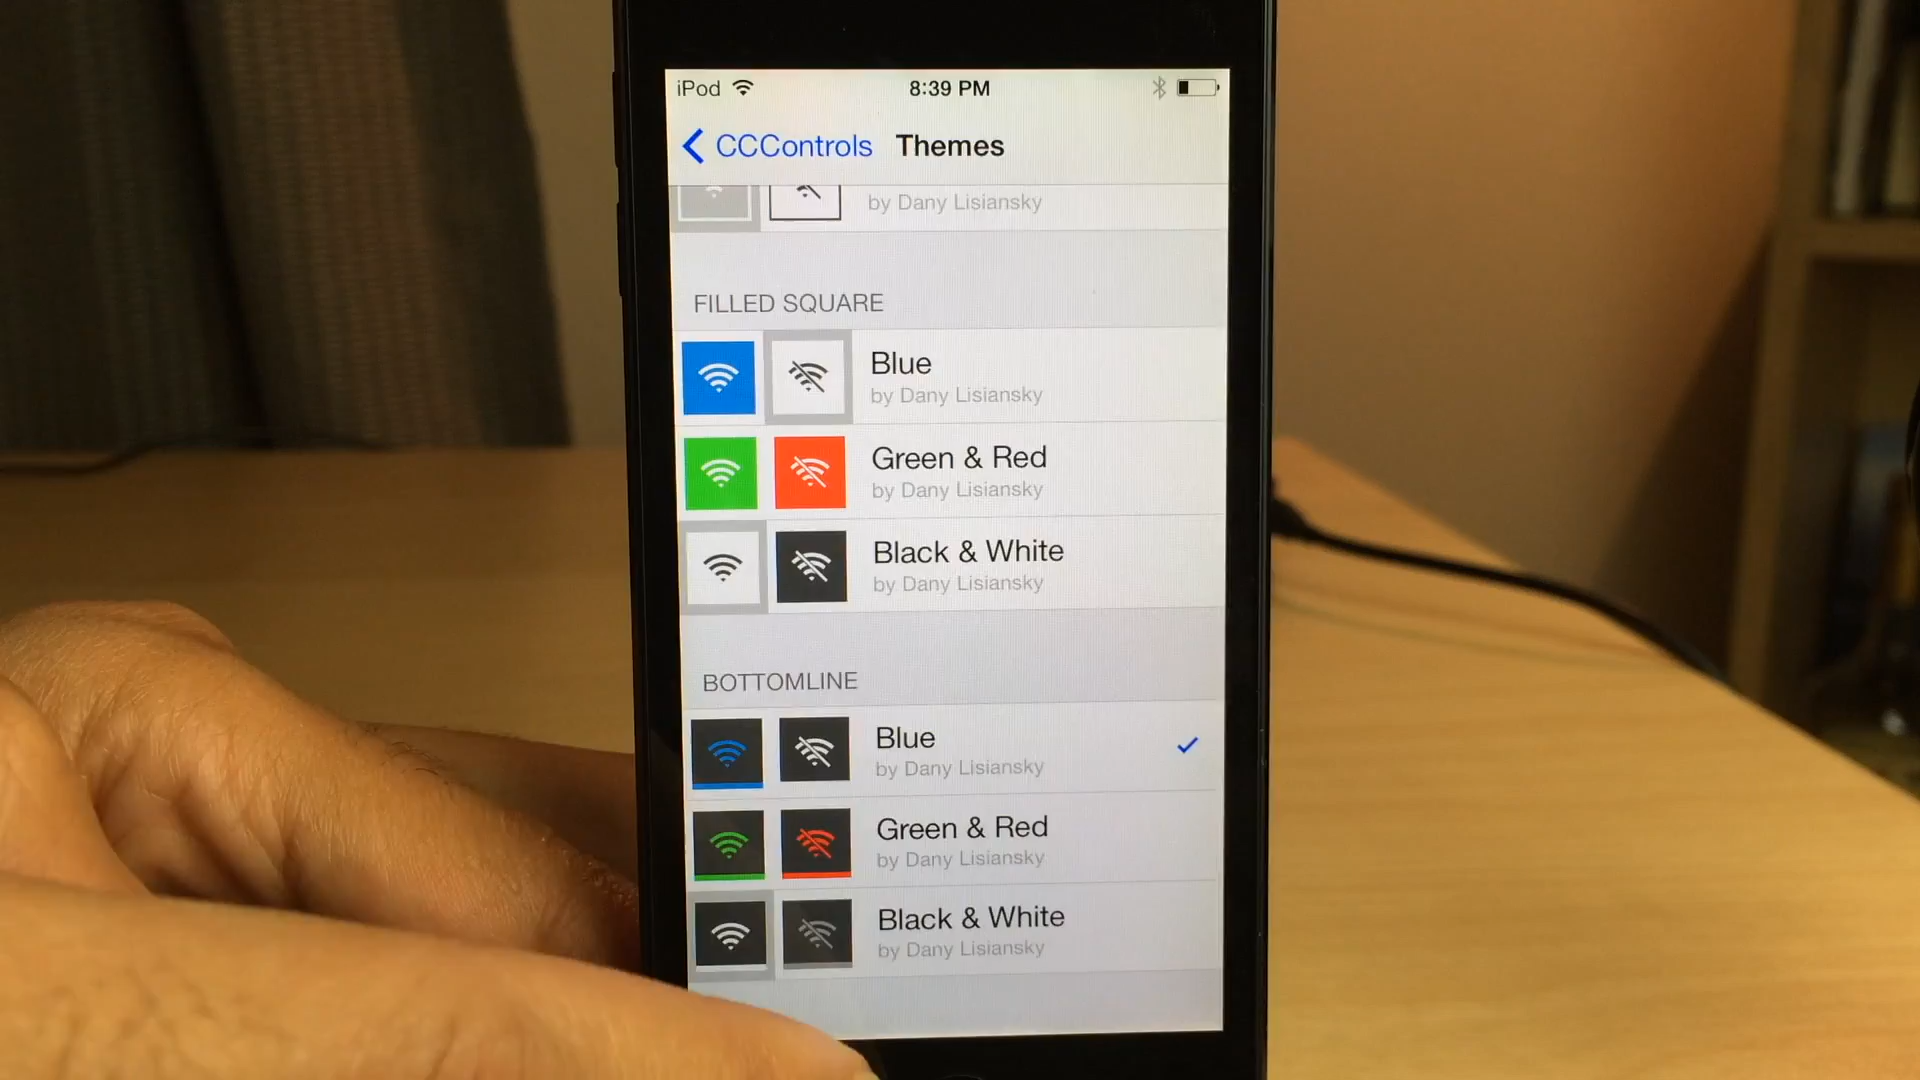 iPod 8:39 PM
CCControls Themes
by Dany Lisiansky
FILLED SQUARE
Blue
by Dany Lisiansky
Green & Red
by Dany Lisiansky
Black & White
by Dany Lisiansky
BOTTOMLINE
Blue
by Dany Lisiansky
Green & Red
by Dany Lisiansky
Black & White
by Dany Lisiansky